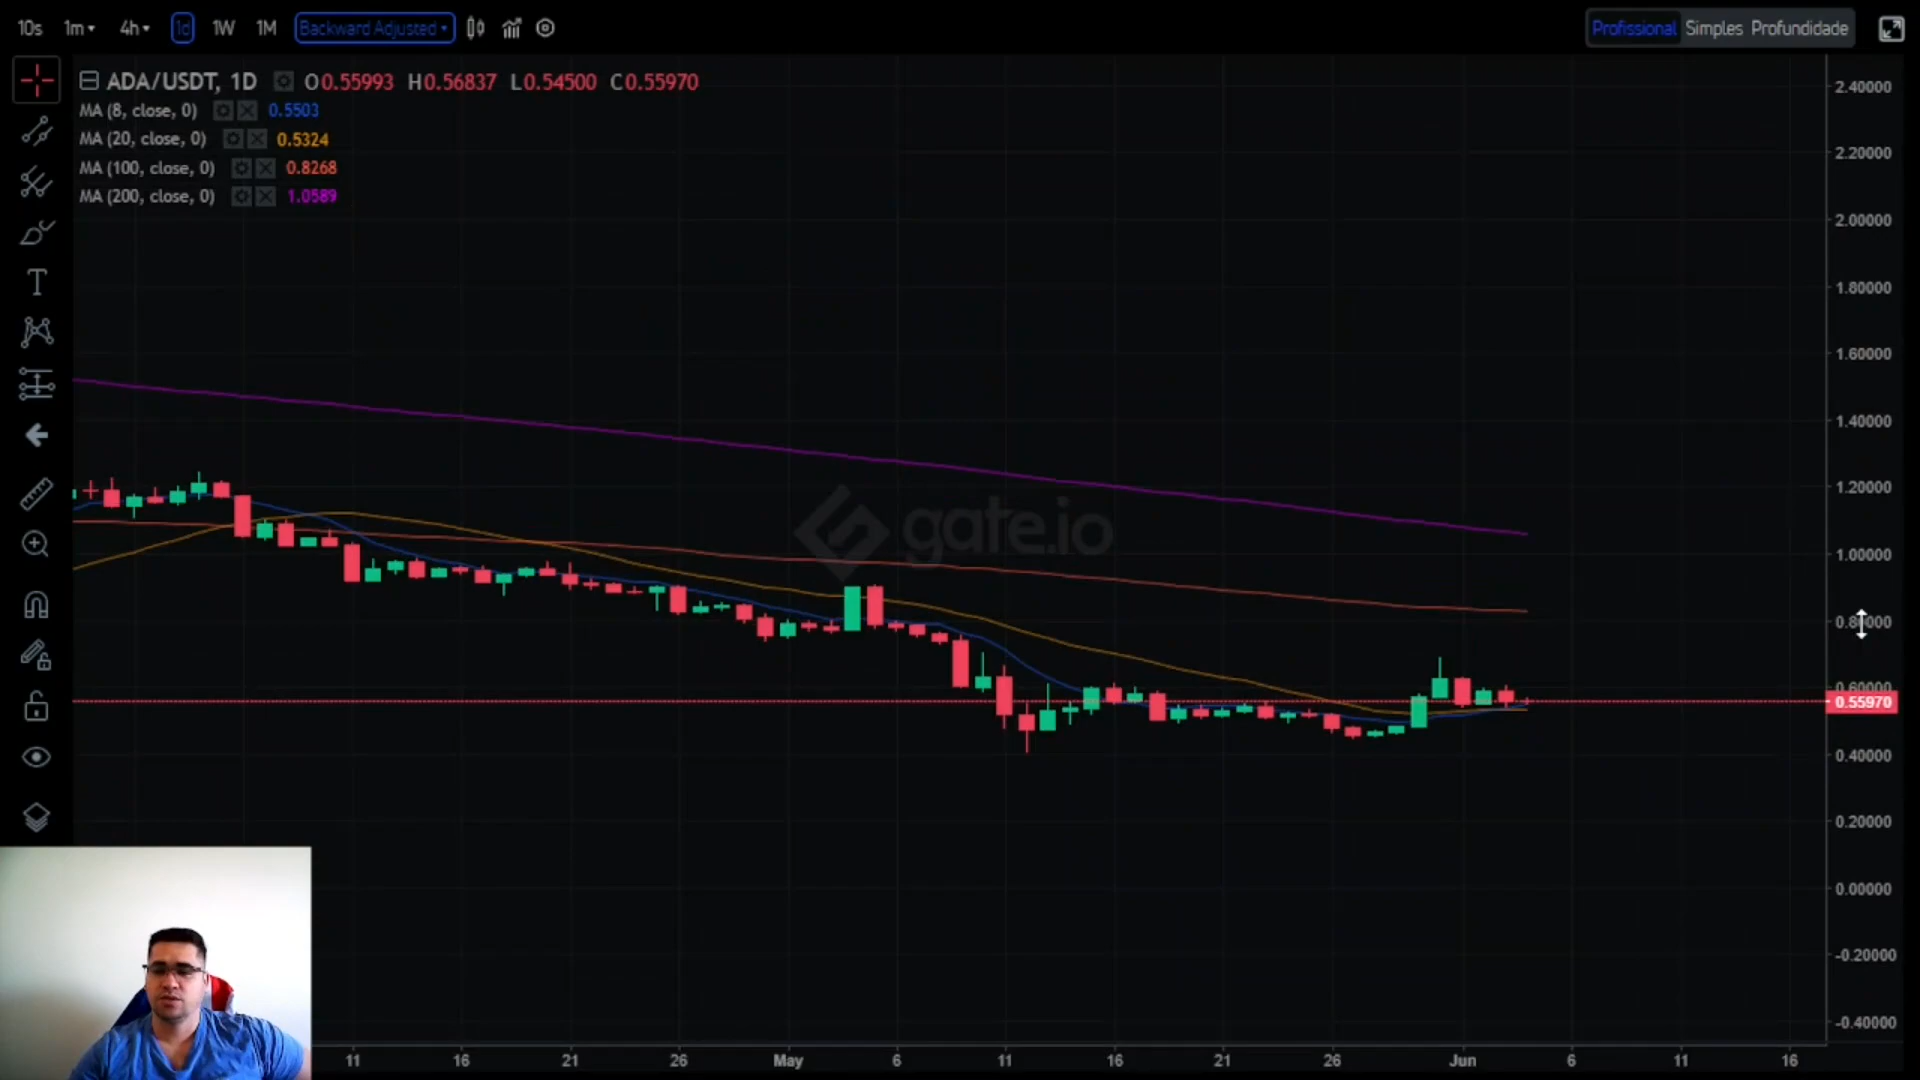 10s 1m 4h 1d 1W 1M Backward Adjusted Profissional Simples Profundidade
ADA/USDT, 1D O0.55993 H0.56837 L0.54500 C0.55970
MA (8, close, 0) 0.5503
MA (20, close, 0) 0.5324
MA (100, close, 0) 0.8268
MA (200, close, 0) 1.0589
T
gate.io
2.40000
2.20000
2.00000
1.80000
1.60000
1.40000
1.20000
1.00000
0.80000
0.60000
0.55970
0.40000
0.20000
0.00000
-0.20000
-0.40000
11 16 21 26 May 6 11 16 21 26 Jun 6 11 16